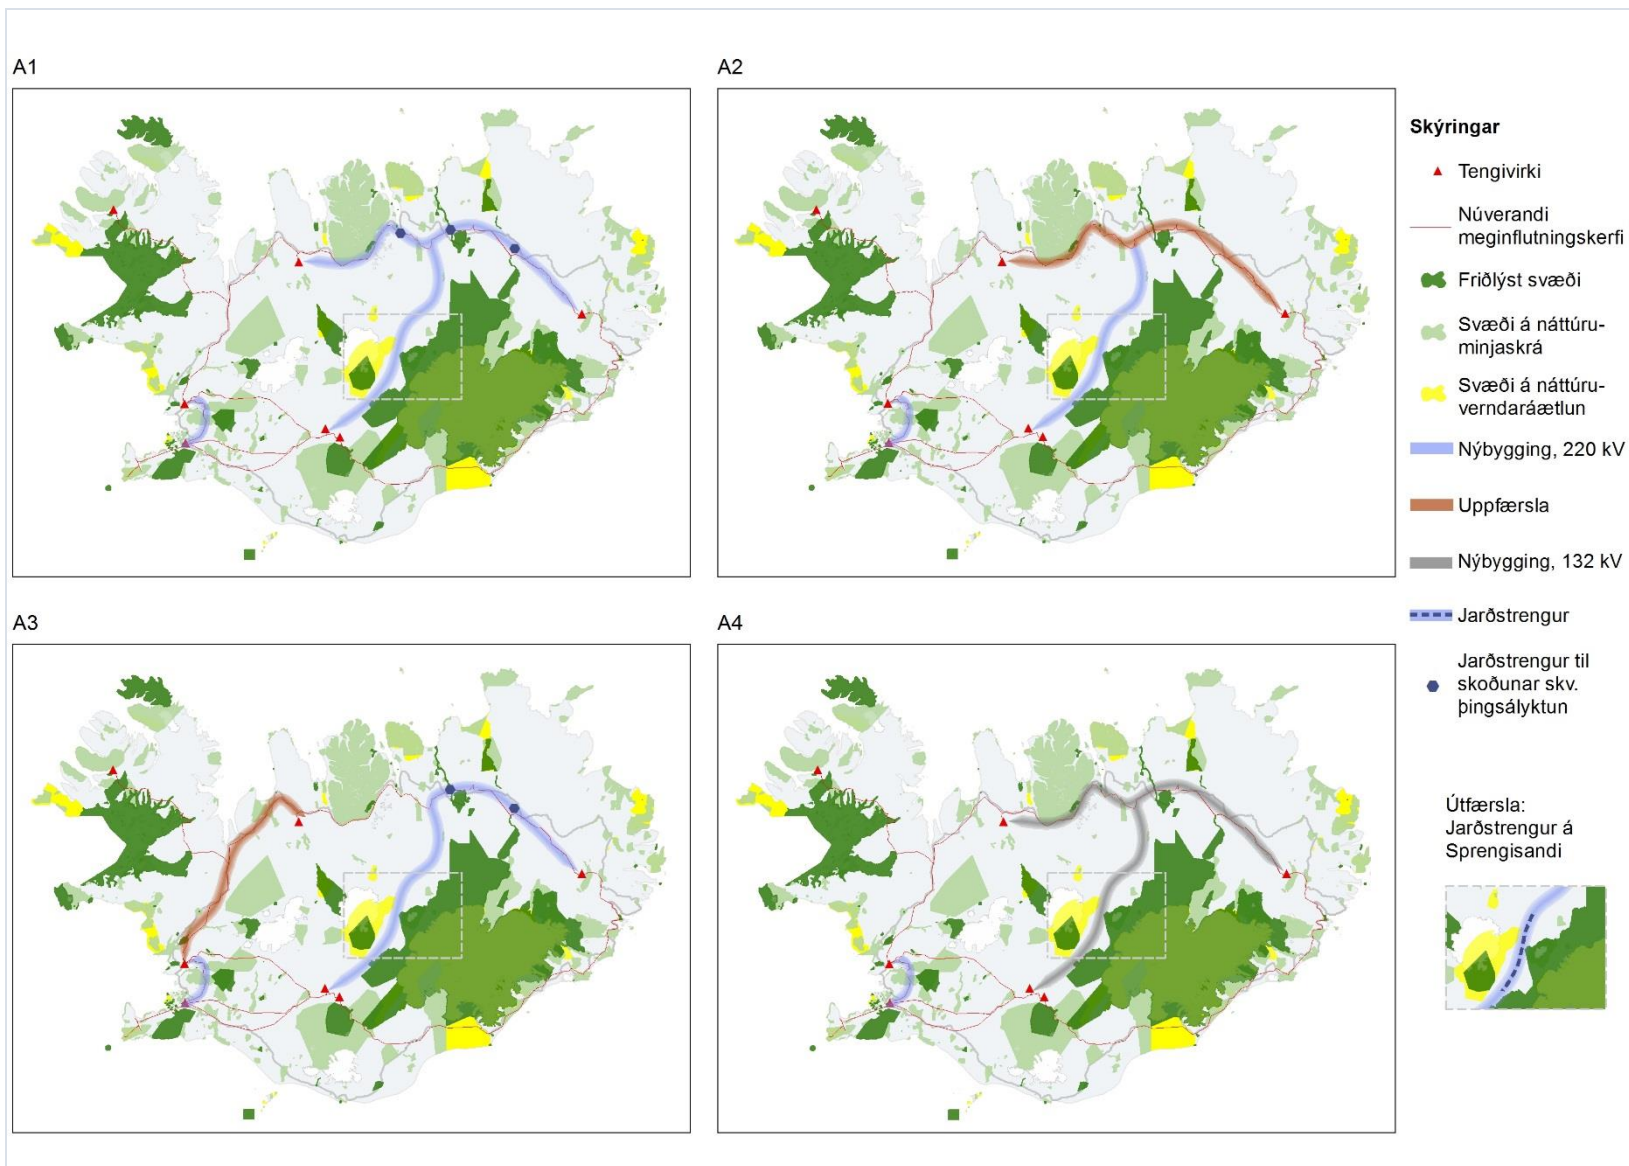 A1
A2
Skýringar
Tengivirki
Núverandi
meginflutningskerfi
Friðlýst svæði
Svæði á náttúru-
minjaskrá
Svæði á náttúru-
verndaráætlun
Nýbygging, 220 kV
Uppfærsla
Nýbygging, 132 kV
Jarðstrengur
Jarðstrengur til
skoðunar skv.
þingsályktun
A3
A4
Útfærsla:
Jarðstrengur á
Sprengisandi